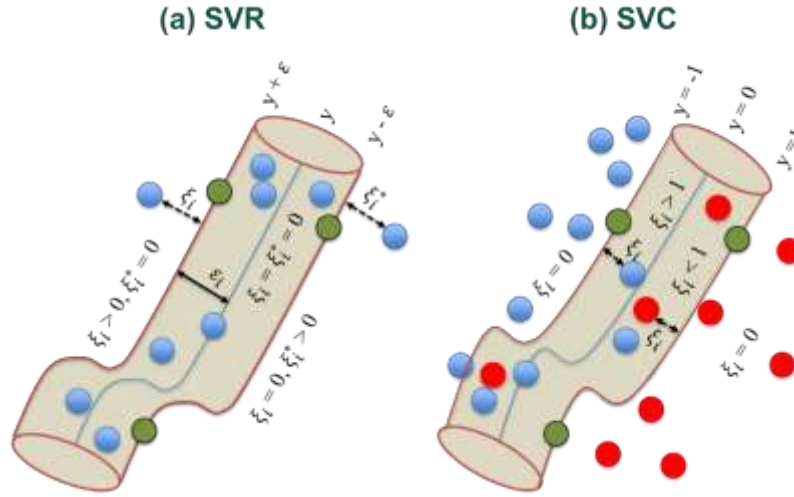 (a) SVR
y + ε
y
y - ε
ξi
ξi*
ξi > 0, ξi* = 0
εi
ξi = ξi* = 0
ξi = 0, ξi* > 0
(b) SVC
y = -1
y = 0
y = 1
ξi > 1
ξi
ξi = 0
ξi < 1
ξi
ξi = 0